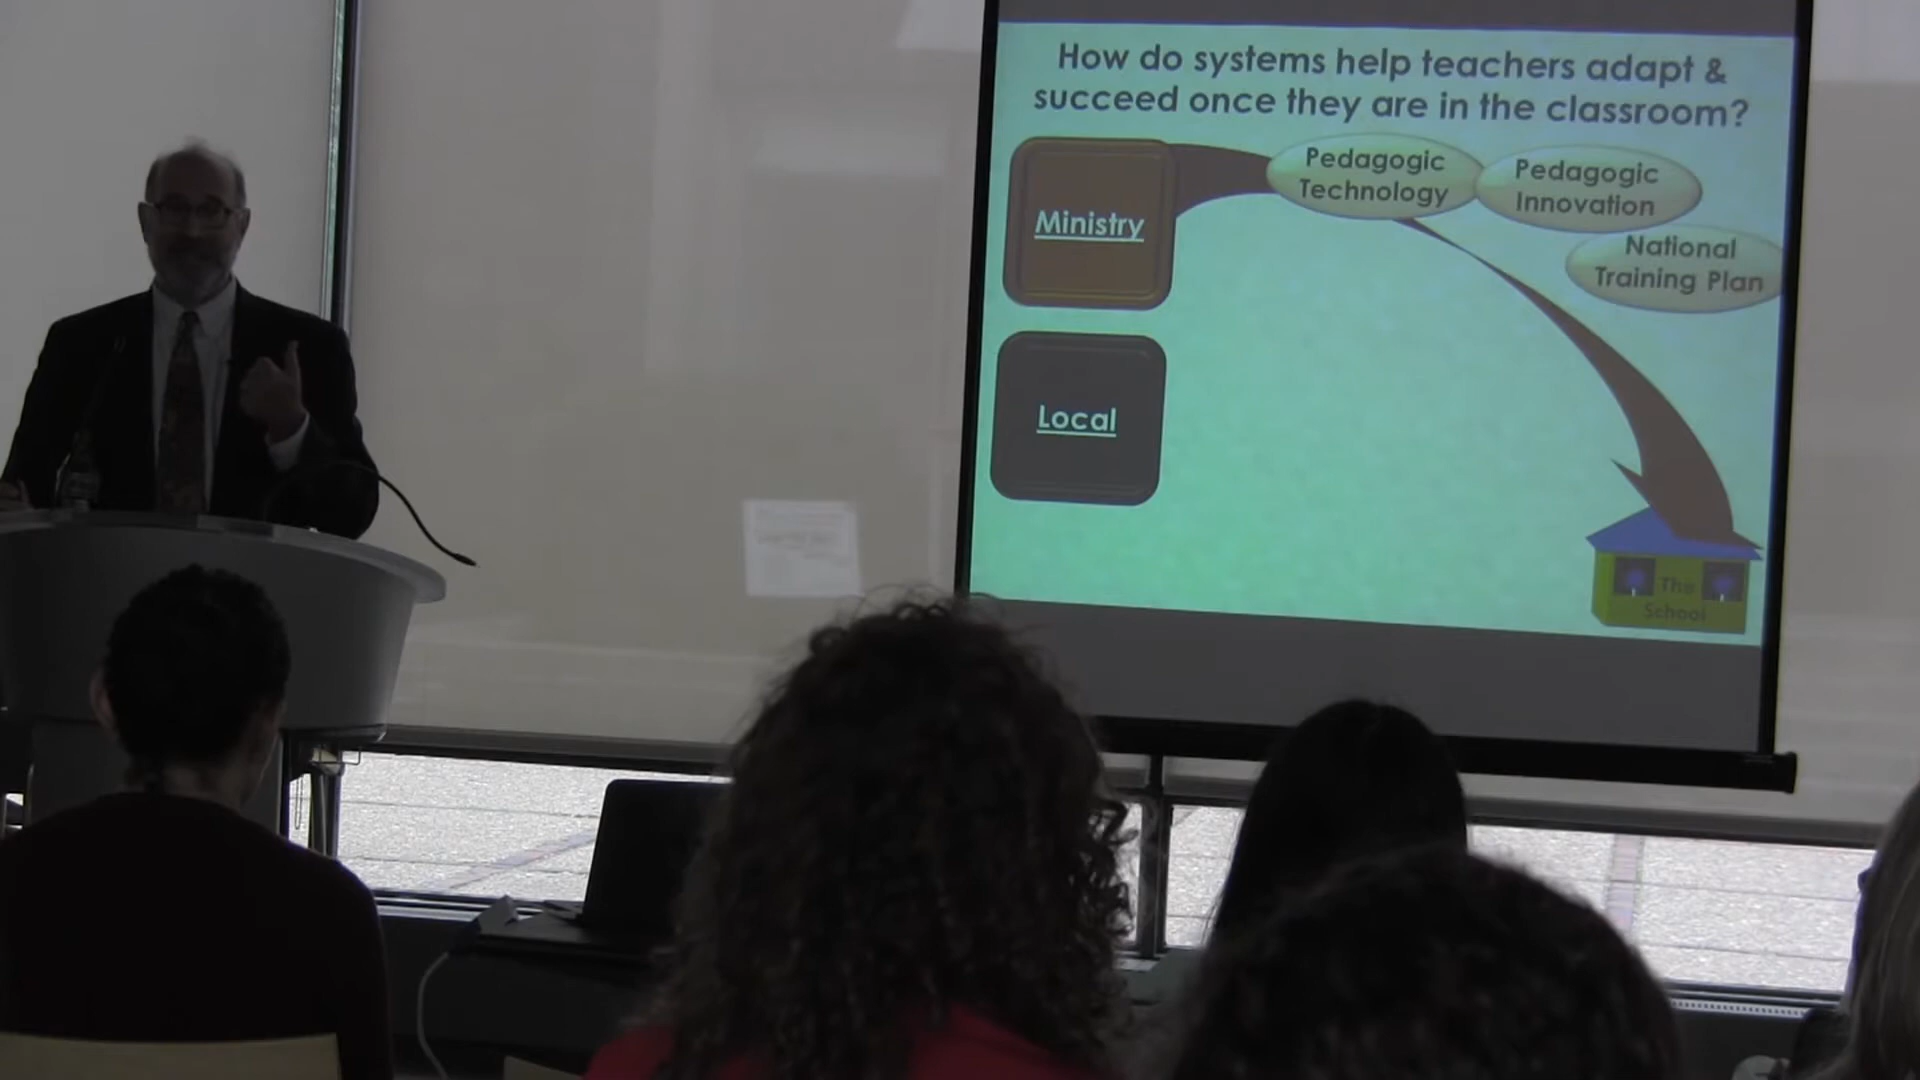 How do systems help teachers adapt &
succeed once they are in the classroom?
Pedagogic
Technology
Pedagogic
Innovation
National
Training Plan
Ministry
Local
The
School